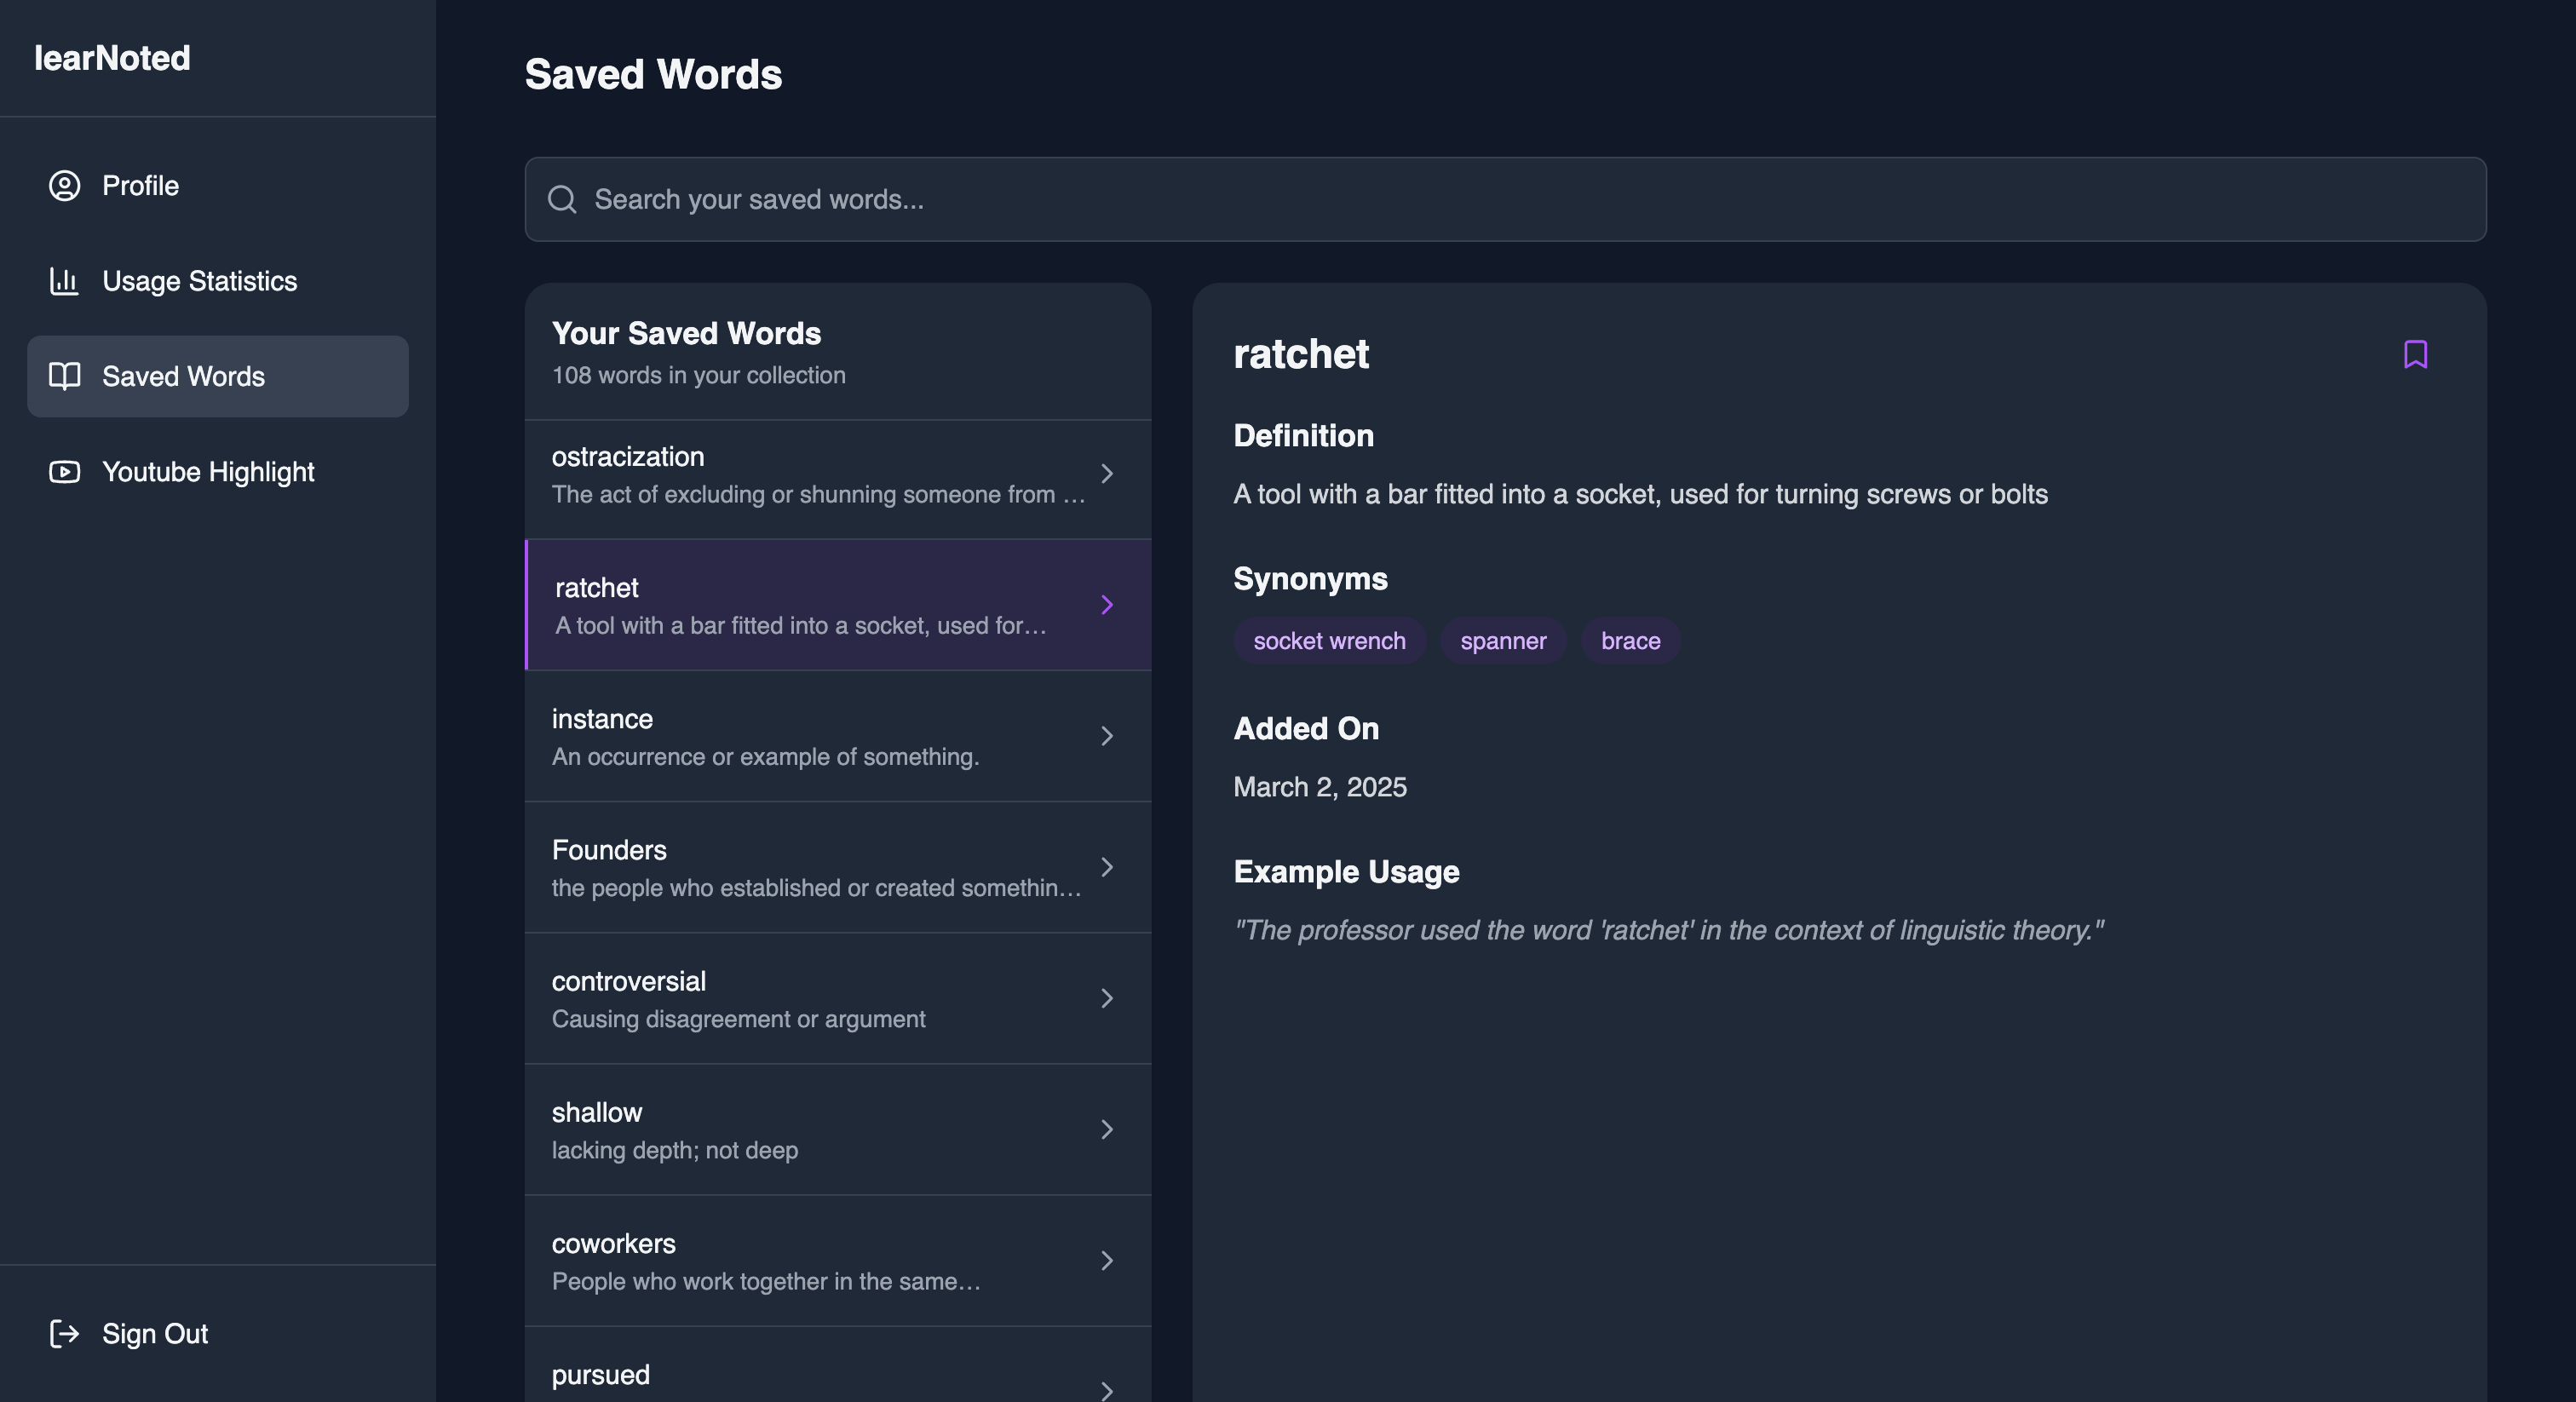 learNoted
Profile
Usage Statistics
Saved Words
Youtube Highlight
Sign Out
Saved Words
Search your saved words...
Your Saved Words
108 words in your collection
ostracization
The act of excluding or shunning someone from ...
ratchet
A tool with a bar fitted into a socket, used for...
instance
An occurrence or example of something.
Founders
the people who established or created somethin...
controversial
Causing disagreement or argument
shallow
lacking depth; not deep
coworkers
People who work together in the same...
pursued
ratchet
Definition
A tool with a bar fitted into a socket, used for turning screws or bolts
Synonyms
socket wrench spanner brace
Added On
March 2, 2025
Example Usage
"The professor used the word 'ratchet' in the context of linguistic theory."